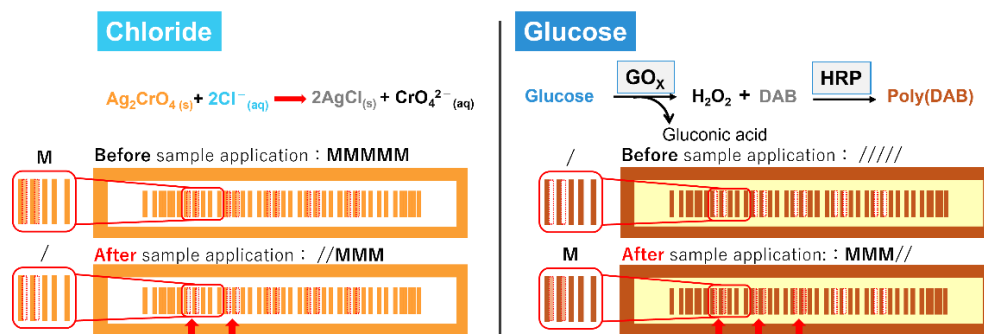 Chloride
Ag₂CrO₄ (s) + 2Cl⁻(aq) → 2AgCl(s) + CrO₄²⁻(aq)
M
Before sample application : MMMMM
/
After sample application : //MMM
Glucose
GOₓ
HRP
Glucose → H₂O₂ + DAB → Poly(DAB)
Gluconic acid
/
Before sample application : /////
M
After sample application: : MMM//